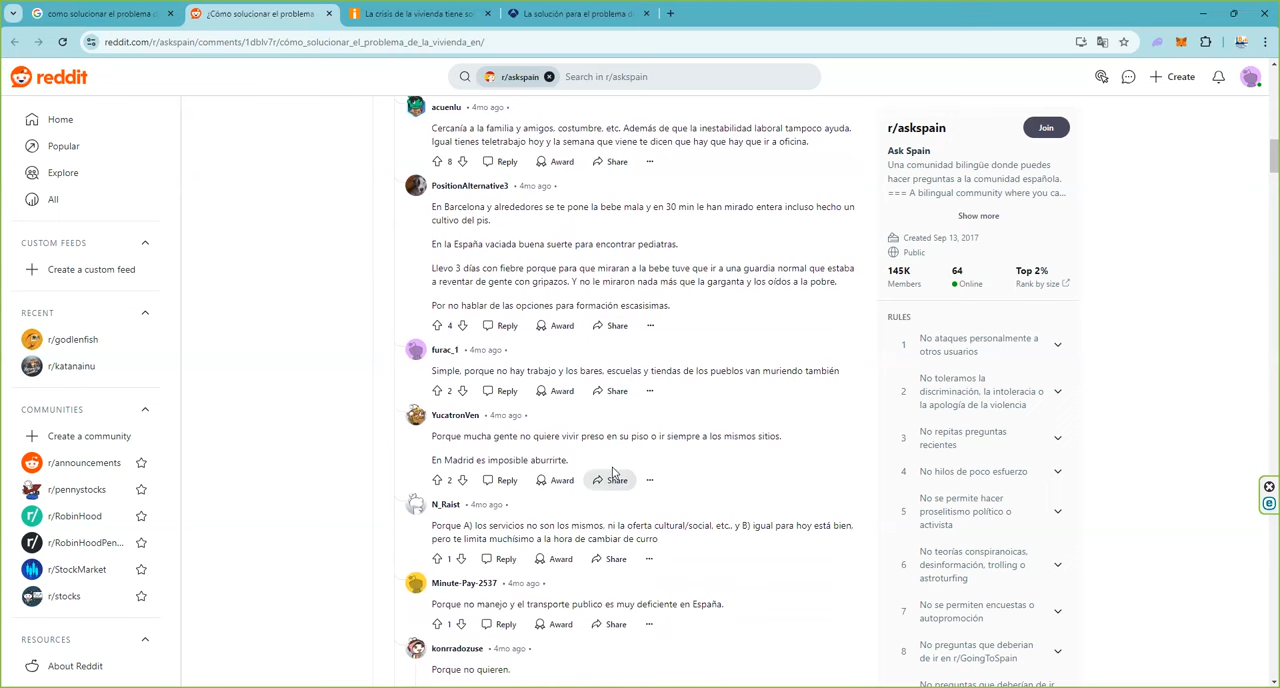 como solucionar el problema d
¿Cómo solucionar el problema
La crisis de la vivienda tiene sol
La solución para el problema de
reddit.com/r/askspain/comments/1dblv7r/cómo_solucionar_el_problema_de_la_vivienda_en/
reddit
r/askspain
Search in r/askspain
Create
Home
Popular
Explore
All
CUSTOM FEEDS
Create a custom feed
RECENT
r/godlenfish
r/katanainu
COMMUNITIES
Create a community
r/announcements
r/pennystocks
r/RobinHood
r/RobinHoodPen...
r/StockMarket
r/stocks
RESOURCES
About Reddit
acuenlu • 4mo ago •
Cercanía a la familia y amigos, costumbre, etc. Además de que la inestabilidad laboral tampoco ayuda.
Igual tienes teletrabajo hoy y la semana que viene te dicen que hay que hay que ir a oficina.
8 Reply Award Share ...
PositionAlternative3 • 4mo ago •
En Barcelona y alrededores se te pone la bebe mala y en 30 min le han mirado entera incluso hecho un
cultivo del pis.
En la España vaciada buena suerte para encontrar pediatras.
Llevo 3 días con fiebre porque para que miraran a la bebe tuve que ir a una guardia normal que estaba
a reventar de gente con gripazos. Y no le miraron nada más que la garganta y los oídos a la pobre.
Por no hablar de las opciones para formación escasisimas.
4 Reply Award Share ...
furac_1 • 4mo ago •
Simple, porque no hay trabajo y los bares, escuelas y tiendas de los pueblos van muriendo también
2 Reply Award Share ...
YucatronVen • 4mo ago •
Porque mucha gente no quiere vivir preso en su piso o ir siempre a los mismos sitios.
En Madrid es imposible aburrirte.
2 Reply Award Share ...
N_Raist • 4mo ago •
Porque A) los servicios no son los mismos, ni la oferta cultural/social, etc., y B) igual para hoy está bien,
pero te limita muchísimo a la hora de cambiar de curro
1 Reply Award Share ...
Minute-Pay-2537 • 4mo ago •
Porque no manejo y el transporte publico es muy deficiente en España.
1 Reply Award Share ...
konrradozuse • 4mo ago •
Porque no quieren.
r/askspain
Join
Ask Spain
Una comunidad bilingüe donde puedes
hacer preguntas a la comunidad española.
=== A bilingual community where you ca...
Show more
Created Sep 13, 2017
Public
145K 64 Top 2%
Members Online Rank by size
RULES
1 No ataques personalmente a
otros usuarios
2 No toleramos la
discriminación, la intoleracia o
la apología de la violencia
3 No repitas preguntas
recientes
4 No hilos de poco esfuerzo
5 No se permite hacer
proselitismo político o
activista
6 No teorías conspiranoicas,
desinformación, trolling o
astroturfing
7 No se permiten encuestas o
autopromoción
8 No preguntas que deberian
de ir en r/GoingToSpain
No preguntas que deberían de ir